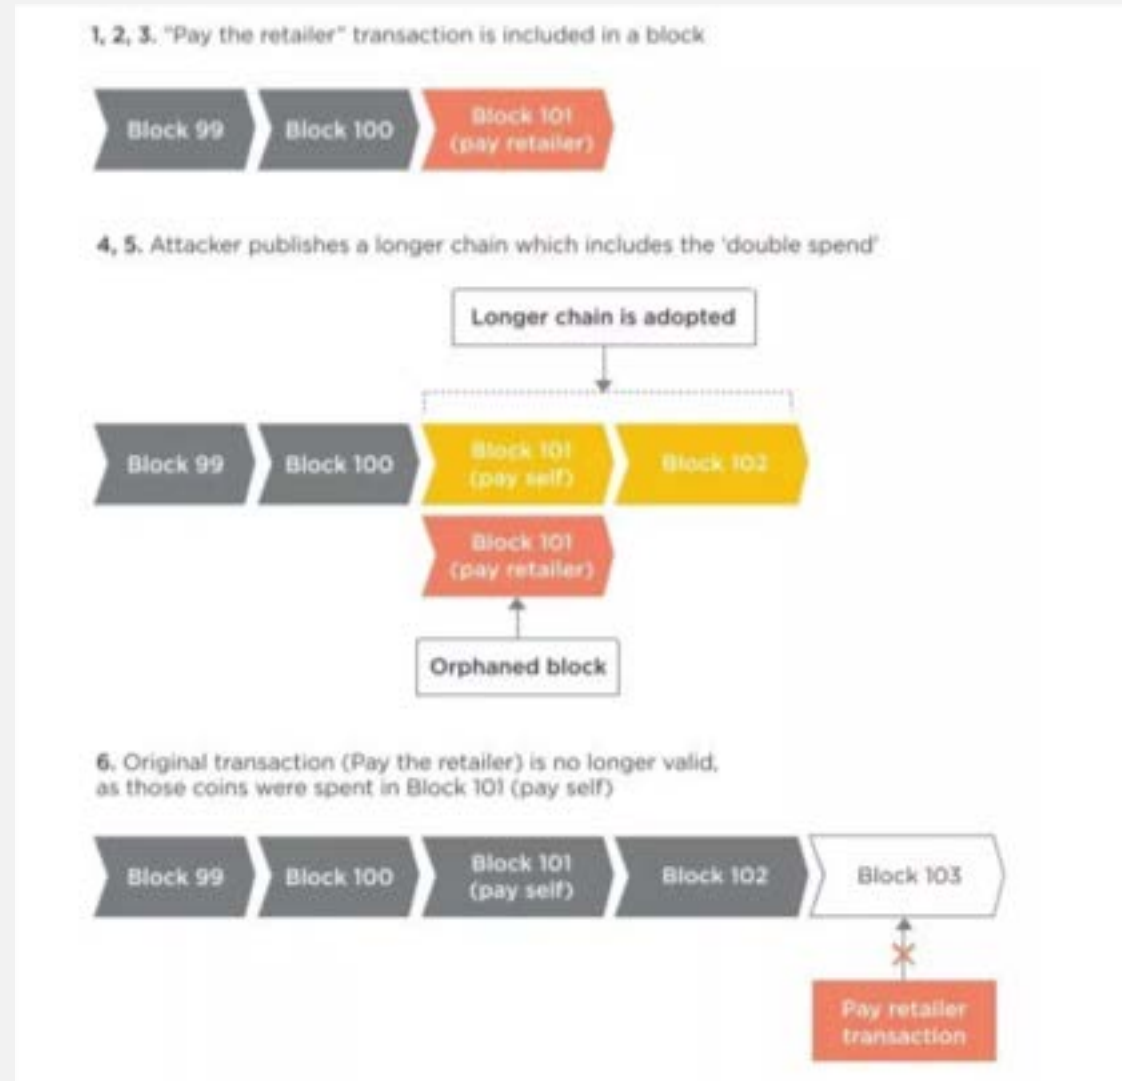 1, 2, 3. "Pay the retailer" transaction is included in a block
Block 99
Block 100
Block 101
(pay retailer)
4, 5. Attacker publishes a longer chain which includes the 'double spend'
Longer chain is adopted
Block 99
Block 100
Block 101
(pay self)
Block 102
Block 101
(pay retailer)
Orphaned block
6. Original transaction (Pay the retailer) is no longer valid,
as those coins were spent in Block 101 (pay self)
Block 99
Block 100
Block 101
(pay self)
Block 102
Block 103
Pay retailer
transaction